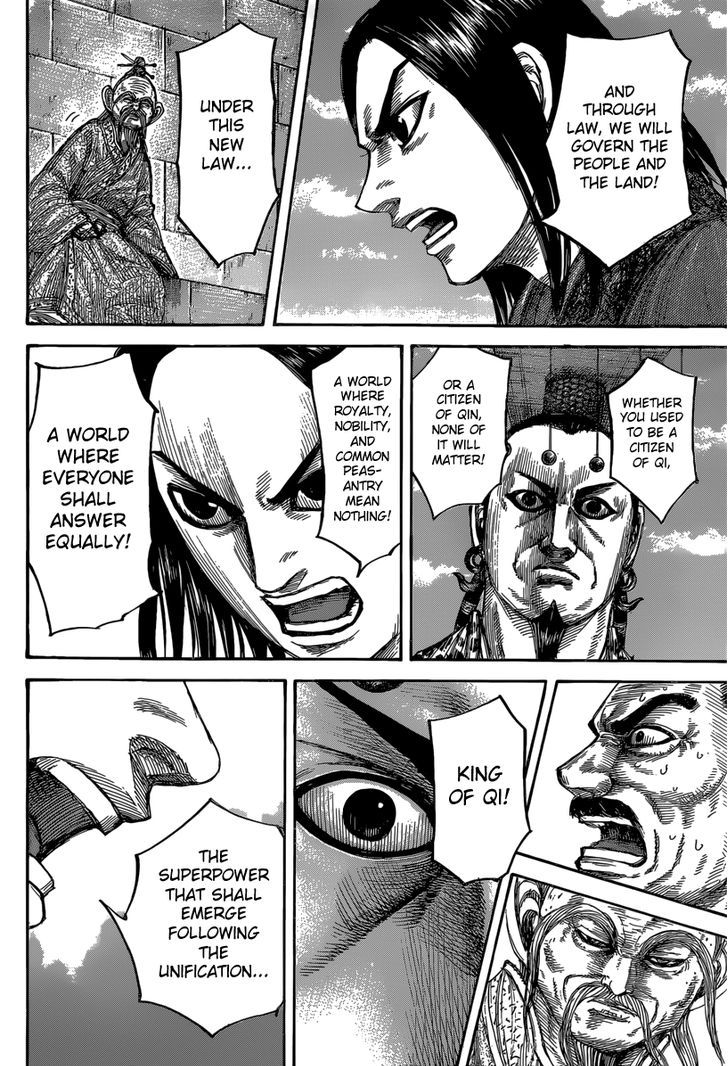 AND
THROUGH
LAW, WE WILL
GOVERN THE
PEOPLE AND
THE LAND!
UNDER
THIS
NEW
LAW...
WHETHER
YOU USED
TO BE A
CITIZEN
OF QI,
OR A
CITIZEN
OF QIN,
NONE OF
IT WILL
MATTER!
A WORLD
WHERE
ROYALTY,
NOBILITY,
AND
COMMON
PEAS-
ANTRY MEAN
NOTHING!
A WORLD
WHERE
EVERYONE
SHALL
ANSWER
EQUALLY!
KING
OF QI!
THE
SUPERPOWER
THAT SHALL
EMERGE
FOLLOWING
THE
UNIFICATION...